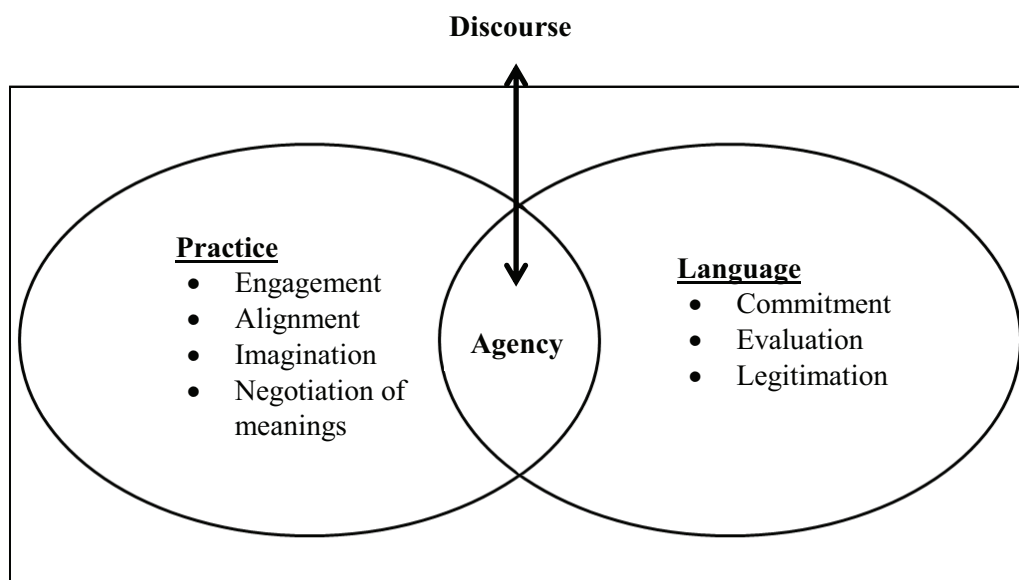 Discourse
Practice
• Engagement
• Alignment
• Imagination
• Negotiation of
meanings
Agency
Language
• Commitment
• Evaluation
• Legitimation